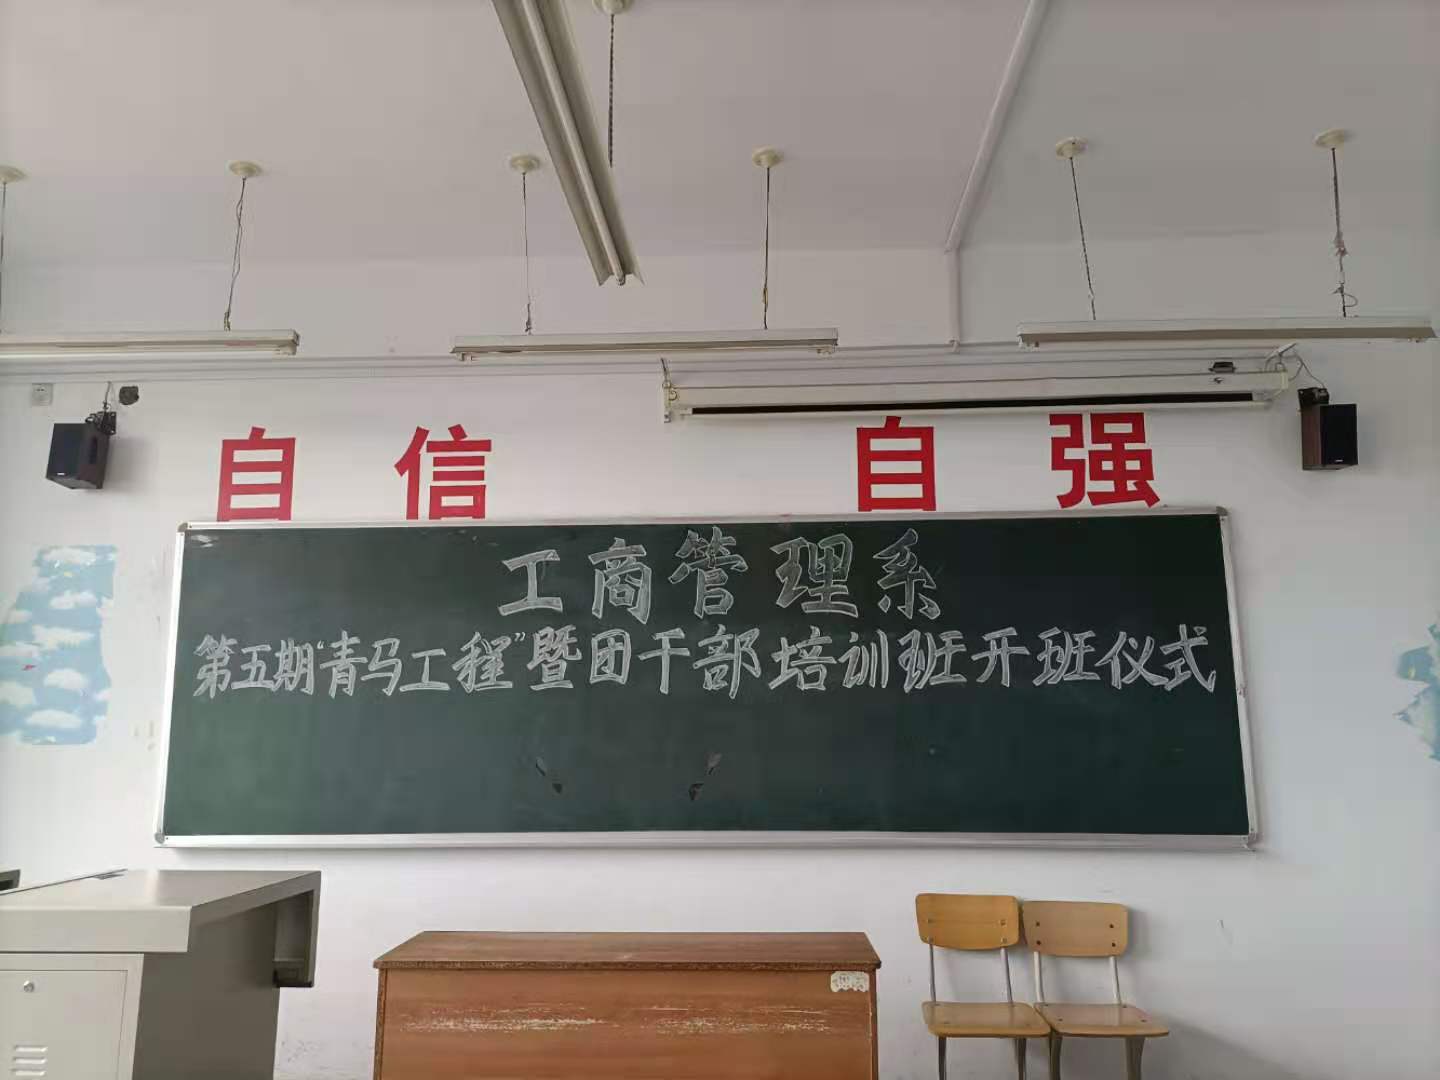 自信 自强
工商管理系
第五期“青马工程”暨团干部培训班开班仪式